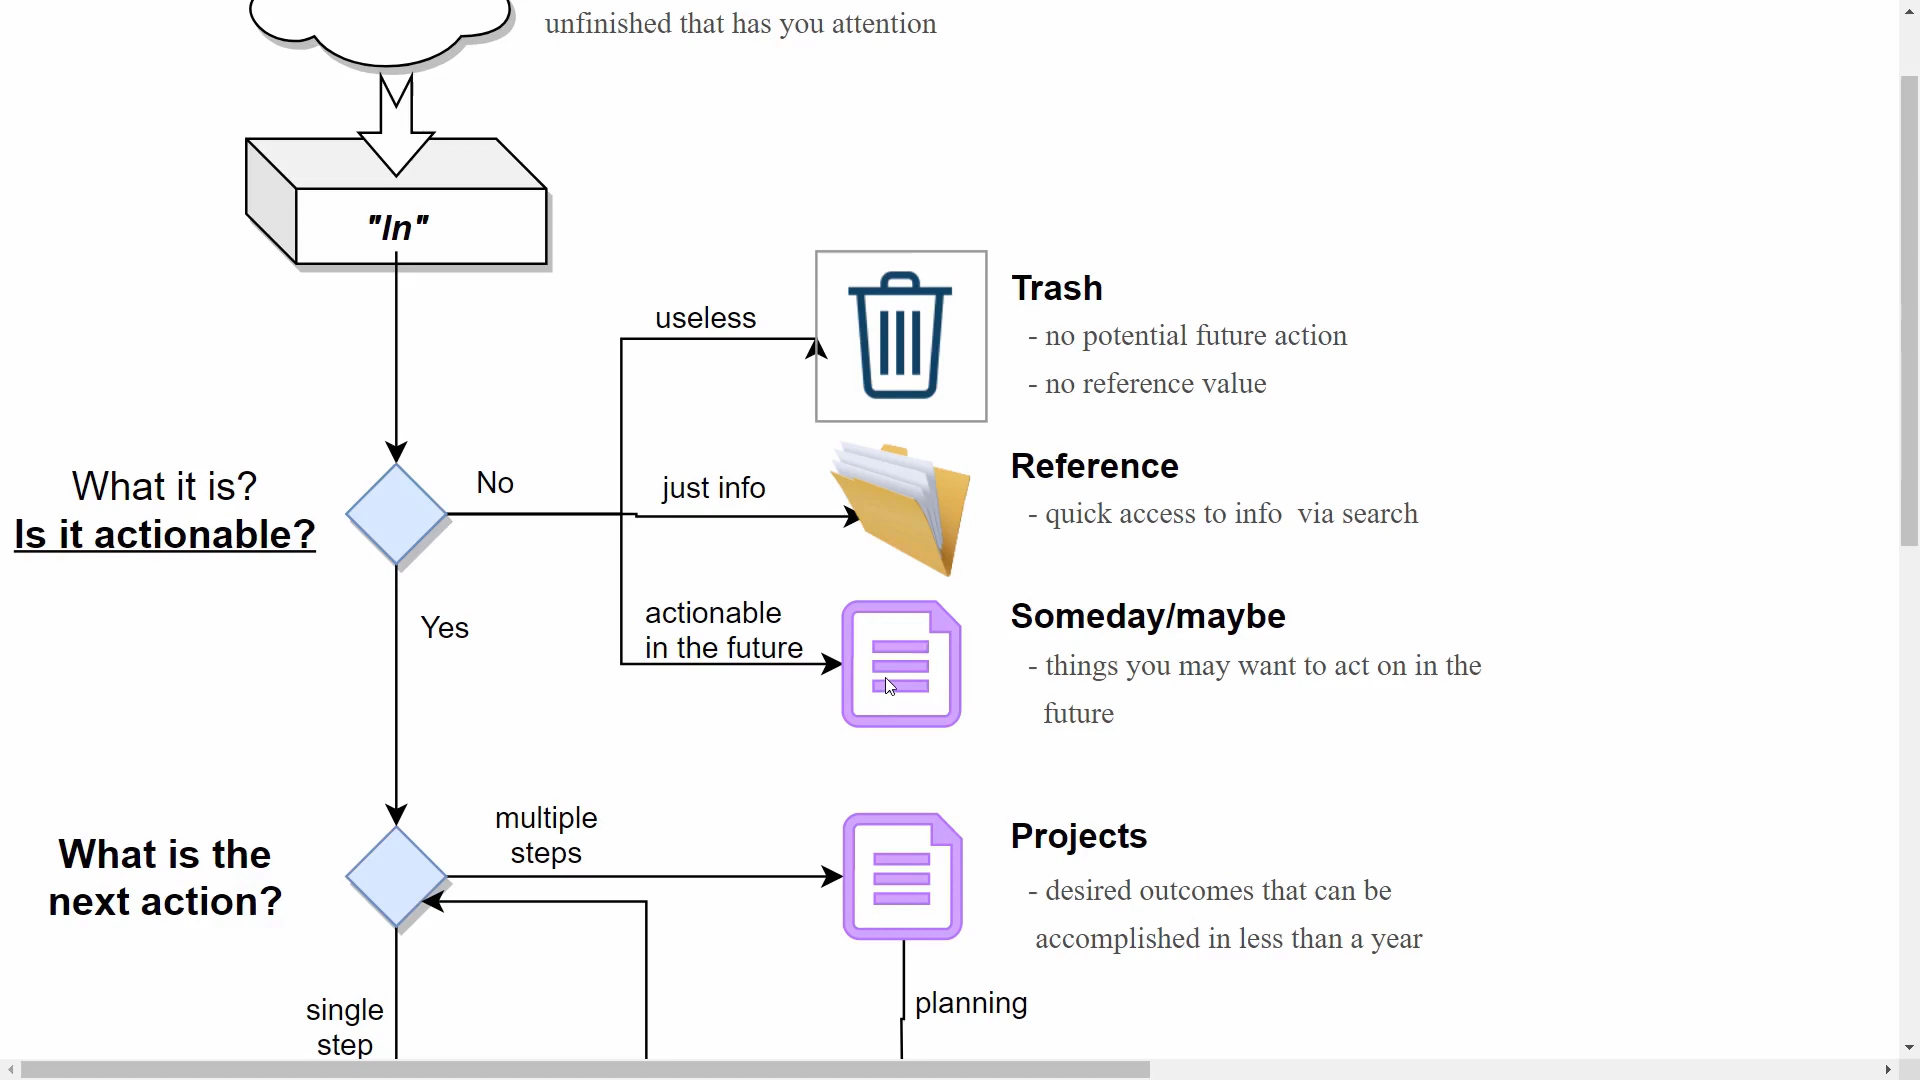 unfinished that has you attention
"In"
useless
Trash
- no potential future action
- no reference value
What it is?
Is it actionable?
No
just info
Reference
- quick access to info  via search
Yes
actionable
in the future
Someday/maybe
- things you may want to act on in the
future
What is the
next action?
multiple
steps
Projects
- desired outcomes that can be
accomplished in less than a year
single
step
planning